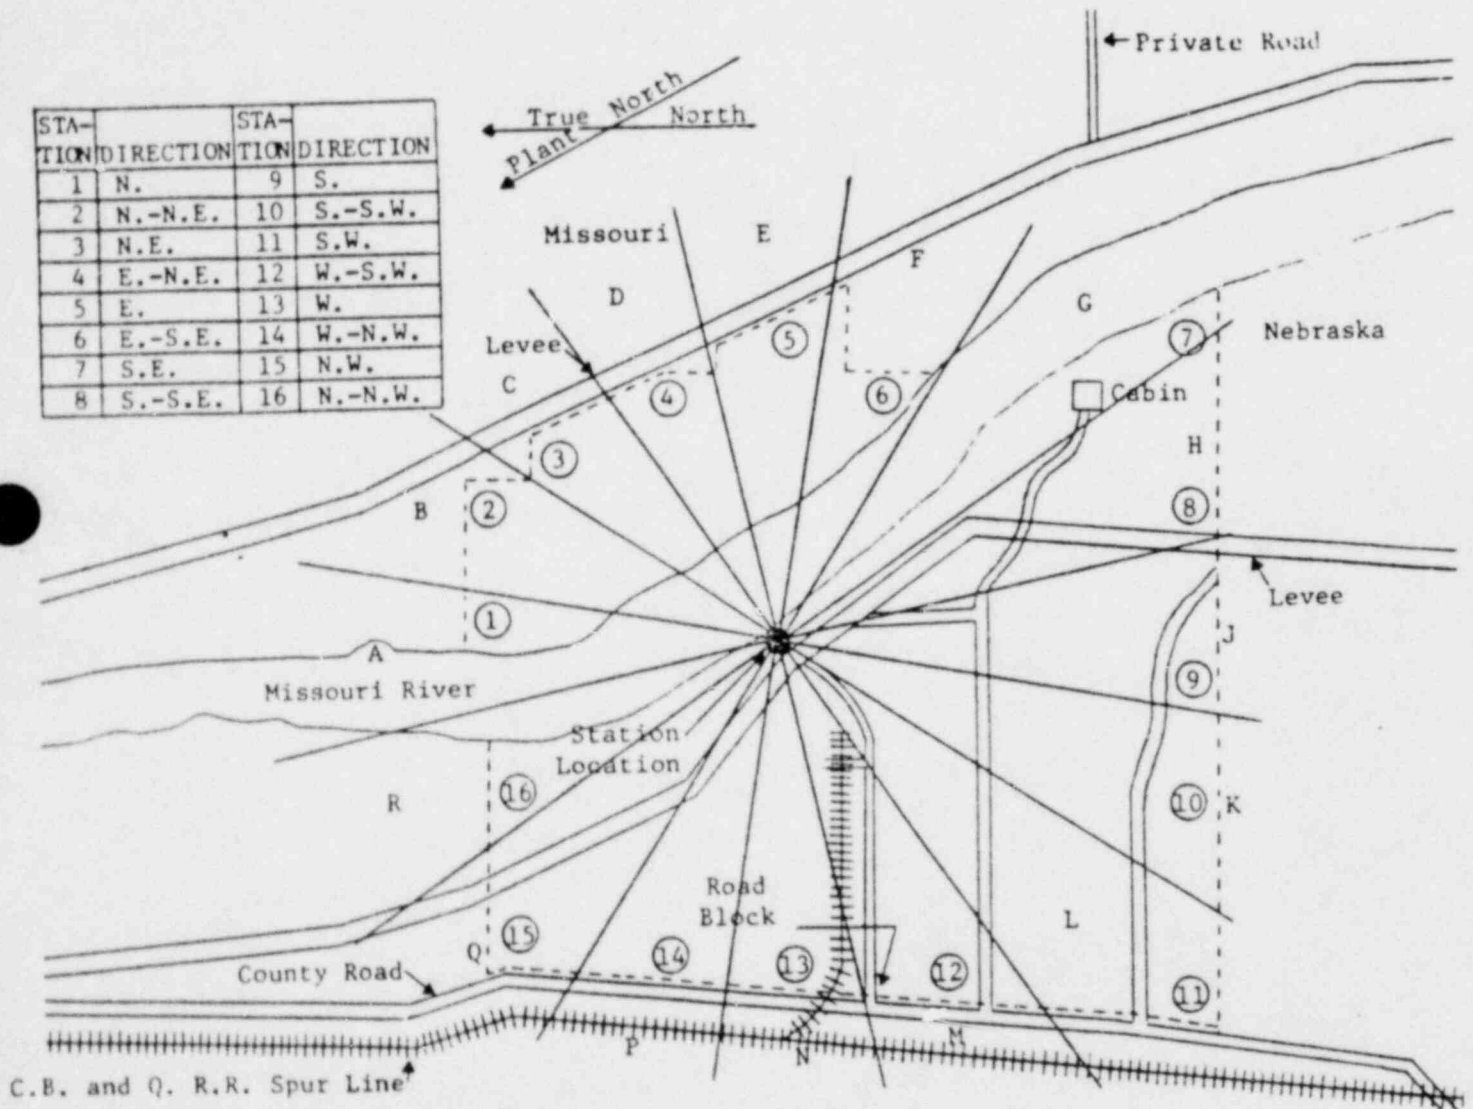 Private Road
True North
Plant North
STA-
TION DIRECTION STA-
TION DIRECTION
1 N. 9 S.
2 N.-N.E. 10 S.-S.W.
3 N.E. 11 S.W.
4 E.-N.E. 12 W.-S.W.
5 E. 13 W.
6 E.-S.E. 14 W.-N.W.
7 S.E. 15 N.W.
8 S.-S.E. 16 N.-N.W.
Missouri
E
F
D
G
Levee
5
7
Nebraska
C
4
6
Cabin
3
H
B
2
8
Levee
1
J
A
9
Missouri River
Station
Location
16
R
10 K
Road
Block
L
15
Q
14
13
12
11
County Road
P
N
M
C.B. and Q. R.R. Spur Line